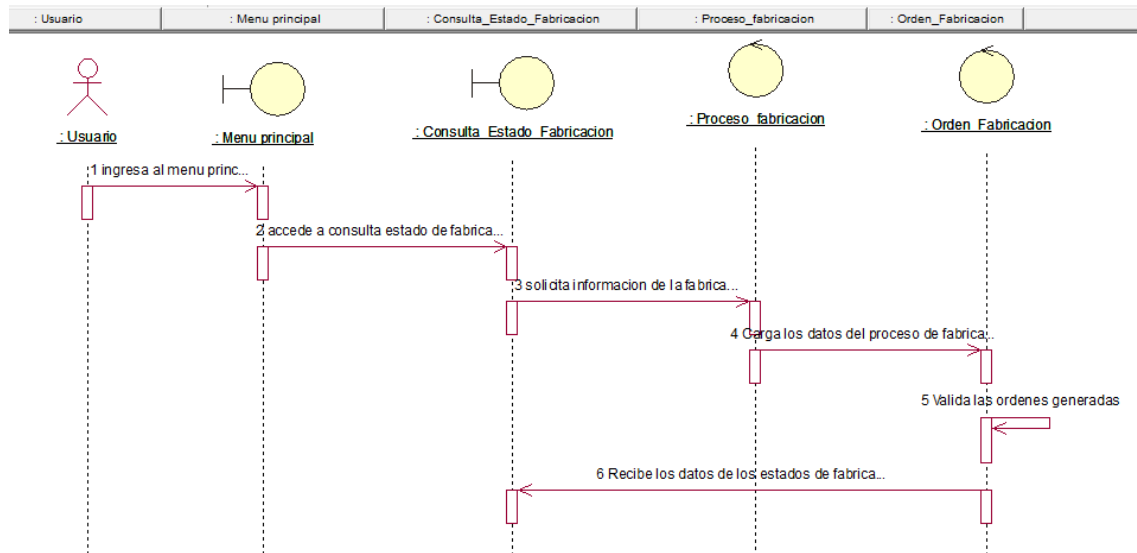 : Usuario
: Menu principal
: Consulta_Estado_Fabricacion
: Proceso_fabricacion
: Orden_Fabricacion
: Usuario
: Menu principal
: Consulta_Estado_Fabricacion
: Proceso_fabricacion
: Orden_Fabricacion
1 ingresa al menu princ...
2 accede a consulta estado de fabrica...
3 solicita informacion de la fabrica...
4 Carga los datos del proceso de fabrica...
5 Valida las ordenes generadas
6 Recibe los datos de los estados de fabrica...